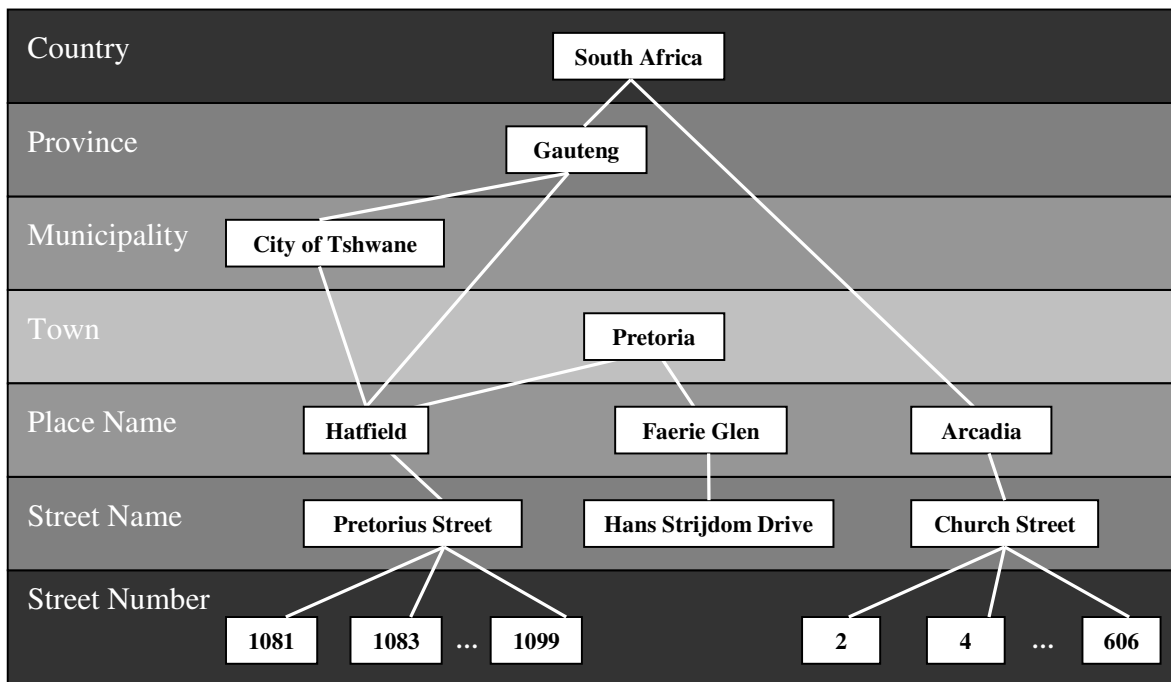 Country
South Africa
Province
Gauteng
Municipality
City of Tshwane
Town
Pretoria
Place Name
Hatfield
Faerie Glen
Arcadia
Street Name
Pretorius Street
Hans Strijdom Drive
Church Street
Street Number
1081
1083
...
1099
2
4
...
606